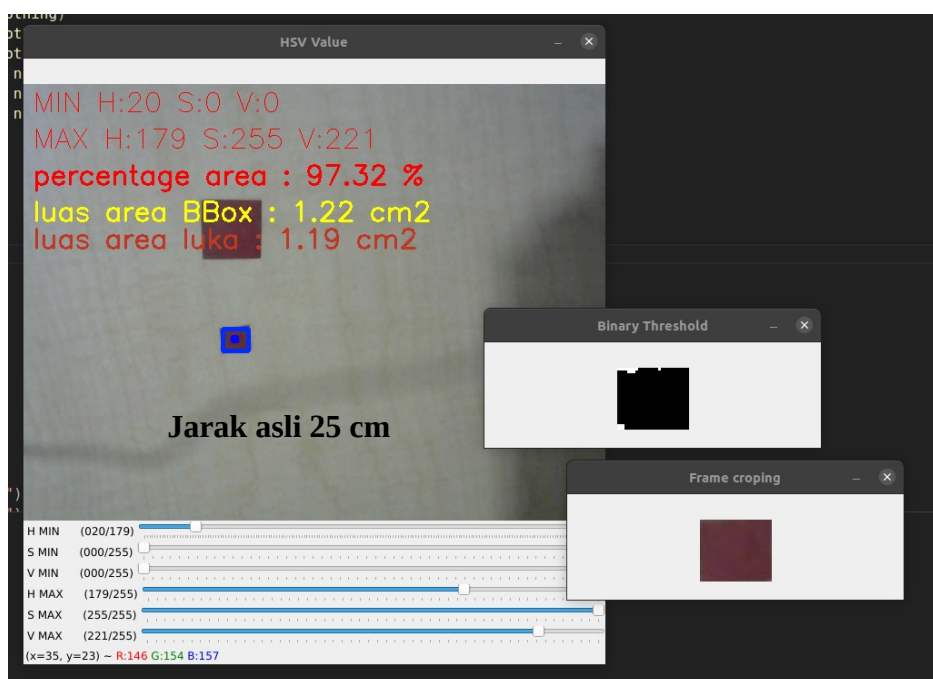 HSV Value
MIN H:20 S:0 V:0
MAX H:179 S:255 V:221
percentage area : 97.32 %
luas area BBox : 1.22 cm2
luas area luka : 1.19 cm2
Jarak asli 25 cm
Binary Threshold
Frame croping
H MIN (020/179)
S MIN (000/255)
V MIN (000/255)
H MAX (179/255)
S MAX (255/255)
V MAX (221/255)
(x=35, y=23) ~ R:146 G:154 B:157